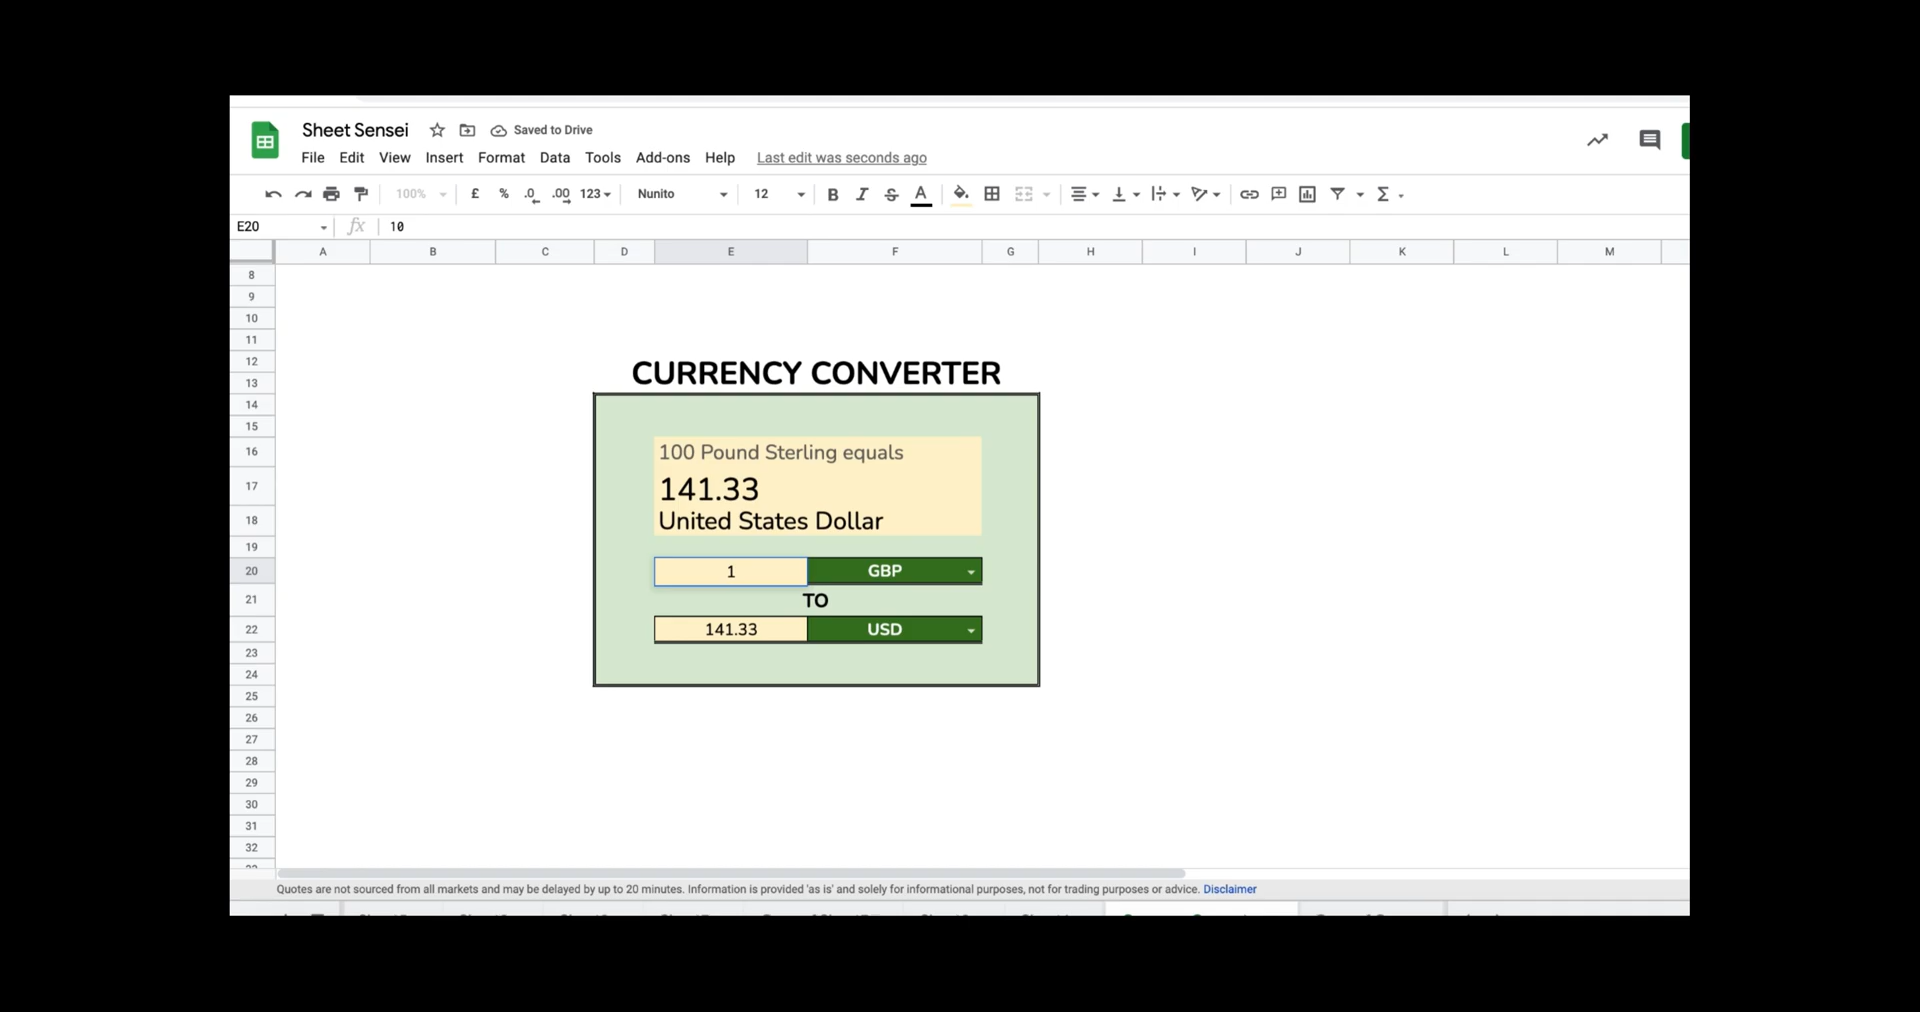 Sheet Sensei
Saved to Drive
File Edit View Insert Format Data Tools Add-ons Help Last edit was seconds ago
100% £ % .0 .00 123 Nunito 12 B I S A Σ
E20 fx 10
A B C D E F G H I J K L M
8
9
10
11
12
13
CURRENCY CONVERTER
14
15
16 100 Pound Sterling equals
17 141.33
18 United States Dollar
19
20 1 GBP
21 TO
22 141.33 USD
23
24
25
26
27
28
29
30
31
32
Quotes are not sourced from all markets and may be delayed by up to 20 minutes. Information is provided 'as is' and solely for informational purposes, not for trading purposes or advice. Disclaimer